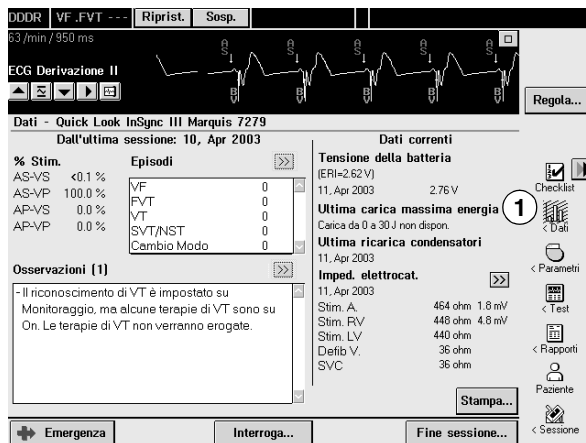 DDDR VF .FVT --- Riprist. Sosp.
63 /min / 950 ms
ECG Derivazione II
A S A S A S A S
B V B V B V B V
Regola...
Dati - Quick Look InSync III Marquis 7279
Dall'ultima sessione: 10, Apr 2003
% Stim.
AS-VS <0.1 %
AS-VP 100.0 %
AP-VS 0.0 %
AP-VP 0.0 %
Episodi >>
VF 0
FVT 0
VT 0
SVT/NST 0
Cambio Modo 0
Osservazioni (1) >>
- Il riconoscimento di VT è impostato su
Monitoraggio, ma alcune terapie di VT sono su
On. Le terapie di VT non verranno erogate.
Dati correnti
Tensione della batteria
(ERI=2.62 V)
11, Apr 2003 2.76 V
Ultima carica massima energia
Carica da 0 a 30 J non dispon.
Ultima ricarica condensatori
11, Apr 2003
Imped. elettrocat. >>
11, Apr 2003
Stim. A. 464 ohm 1.8 mV
Stim. RV 448 ohm 4.8 mV
Stim. LV 440 ohm
Defib V. 36 ohm
SVC 36 ohm
Stampa...
1
Checklist
< Dati
< Parametri
< Test
< Rapporti
Paziente
< Sessione
Emergenza Interroga... Fine sessione...